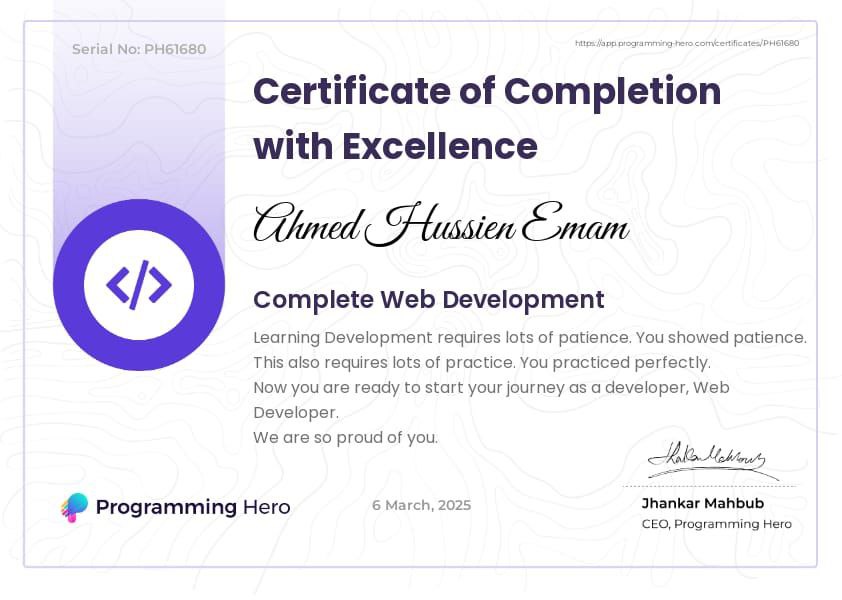 Serial No: PH61680
https://app.programming-hero.com/certificates/PH61680
Certificate of Completion
with Excellence
Ahmed Hussien Emam
Complete Web Development
Learning Development requires lots of patience. You showed patience.
This also requires lots of practice. You practiced perfectly.
Now you are ready to start your journey as a developer, Web
Developer.
We are so proud of you.
Programming Hero
6 March, 2025
Jhankar Mahbub
CEO, Programming Hero